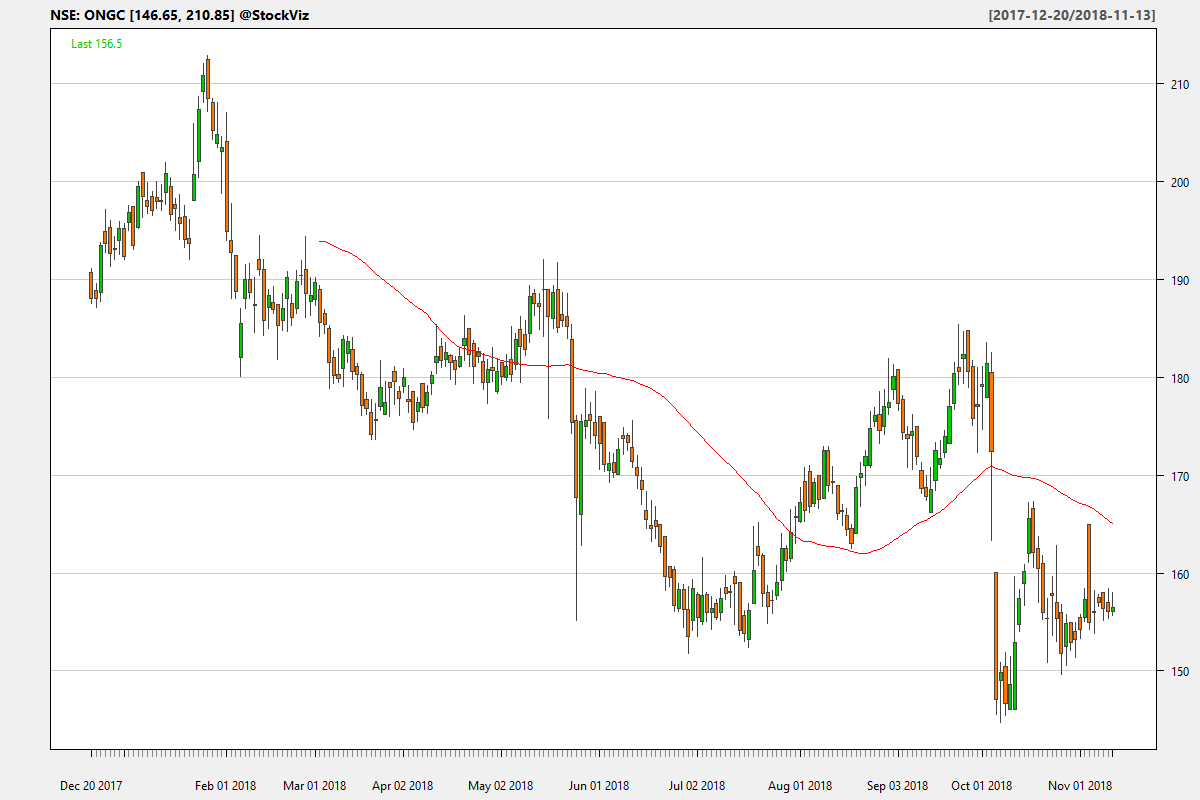 NSE: ONGC [146.65, 210.85] @StockViz
[2017-12-20/2018-11-13]
Last 156.5
210
200
190
180
170
160
150
Dec 20 2017
Feb 01 2018
Mar 01 2018
Apr 02 2018
May 02 2018
Jun 01 2018
Jul 02 2018
Aug 01 2018
Sep 03 2018
Oct 01 2018
Nov 01 2018